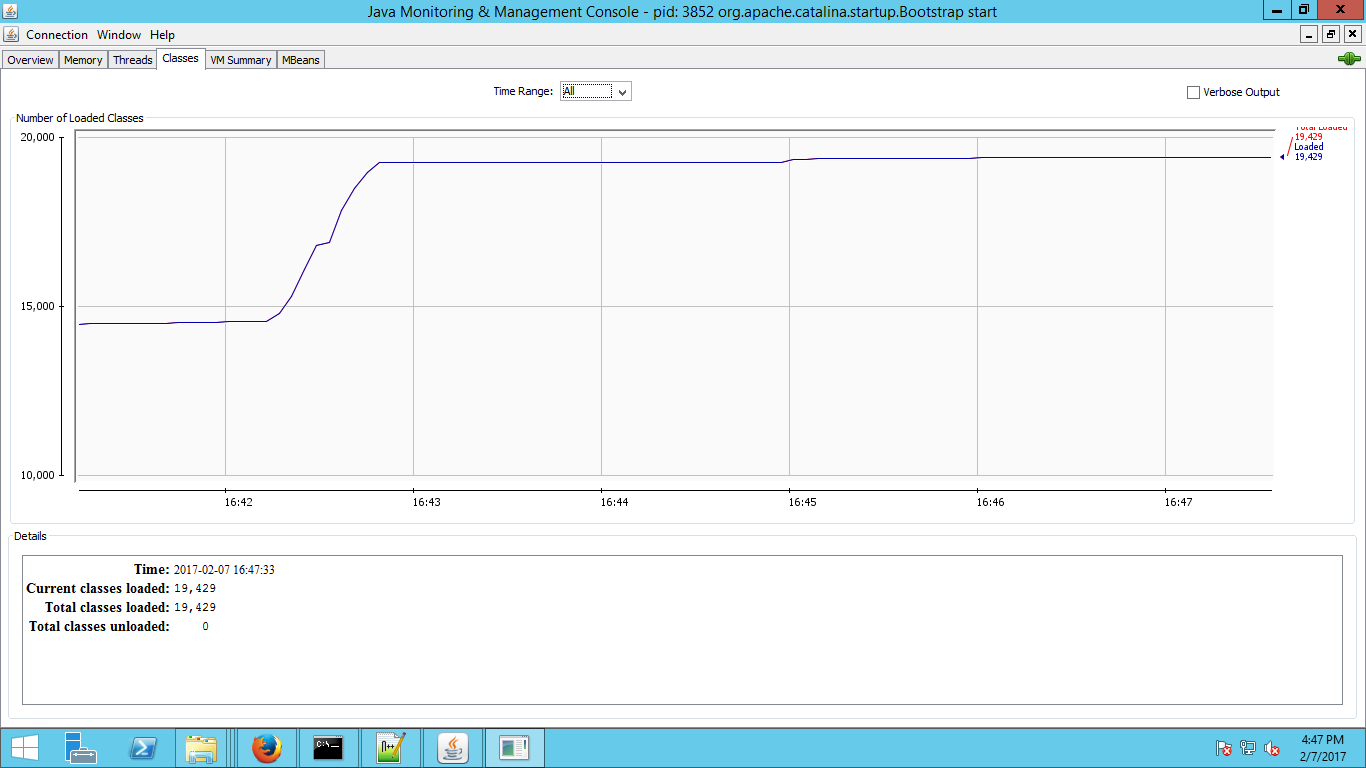 Java Monitoring & Management Console - pid: 3852 org.apache.catalina.startup.Bootstrap start
Connection Window Help
Overview Memory Threads Classes VM Summary MBeans
Time Range: All
Verbose Output
Number of Loaded Classes
20,000
15,000
10,000
Total Loaded
19,429
Loaded
19,429
16:42 16:43 16:44 16:45 16:46 16:47
Details
Time: 2017-02-07 16:47:33
Current classes loaded: 19,429
Total classes loaded: 19,429
Total classes unloaded: 0
C:\
4:47 PM
2/7/2017